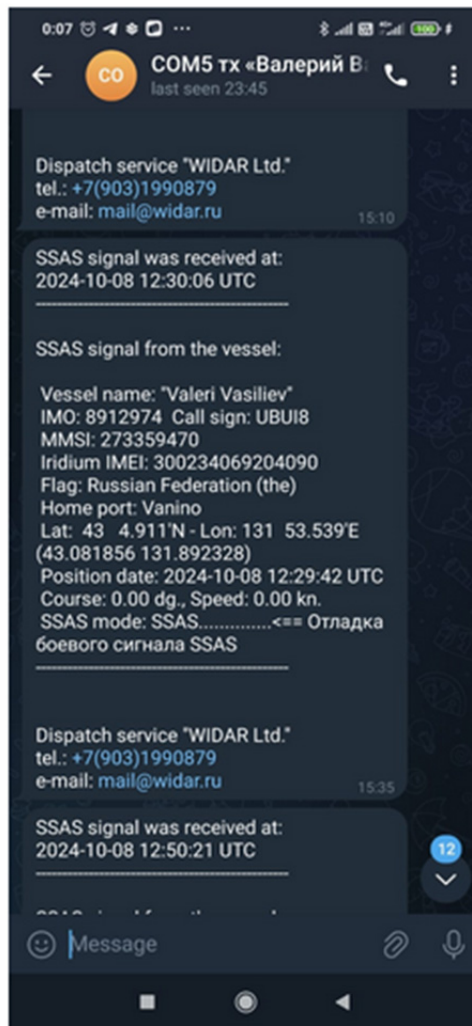 0:07
CO
COM5 тх «Валерий В
last seen 23:45
Dispatch service "WIDAR Ltd."
tel.: +7(903)1990879
e-mail: mail@widar.ru
15:10
SSAS signal was received at:
2024-10-08 12:30:06 UTC
----------------------------------------
SSAS signal from the vessel:
Vessel name: "Valeri Vasiliev"
IMO: 8912974 Call sign: UBUI8
MMSI: 273359470
Iridium IMEI: 300234069204090
Flag: Russian Federation (the)
Home port: Vanino
Lat: 43 4.911'N - Lon: 131 53.539'E
(43.081856 131.892328)
Position date: 2024-10-08 12:29:42 UTC
Course: 0.00 dg., Speed: 0.00 kn.
SSAS mode: SSAS.............<== Отладка
боевого сигнала SSAS
----------------------------------------
Dispatch service "WIDAR Ltd."
tel.: +7(903)1990879
e-mail: mail@widar.ru
15:35
SSAS signal was received at:
2024-10-08 12:50:21 UTC
----------------------------------------
12
Message